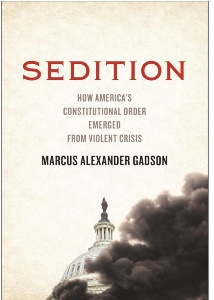 SEDITION
HOW AMERICA'S
CONSTITUTIONAL ORDER
EMERGED
FROM VIOLENT CRISIS
MARCUS ALEXANDER GADSON